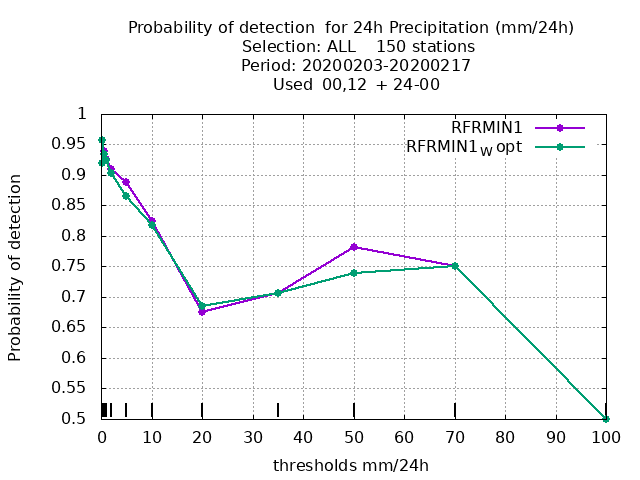 Probability of detection  for 24h Precipitation (mm/24h)
Selection: ALL    150 stations
Period: 20200203-20200217
Used  00,12  + 24-00
RFRMIN1
RFRMIN1W opt
Probability of detection
1
0.95
0.9
0.85
0.8
0.75
0.7
0.65
0.6
0.55
0.5
0 10 20 30 40 50 60 70 80 90 100
thresholds mm/24h